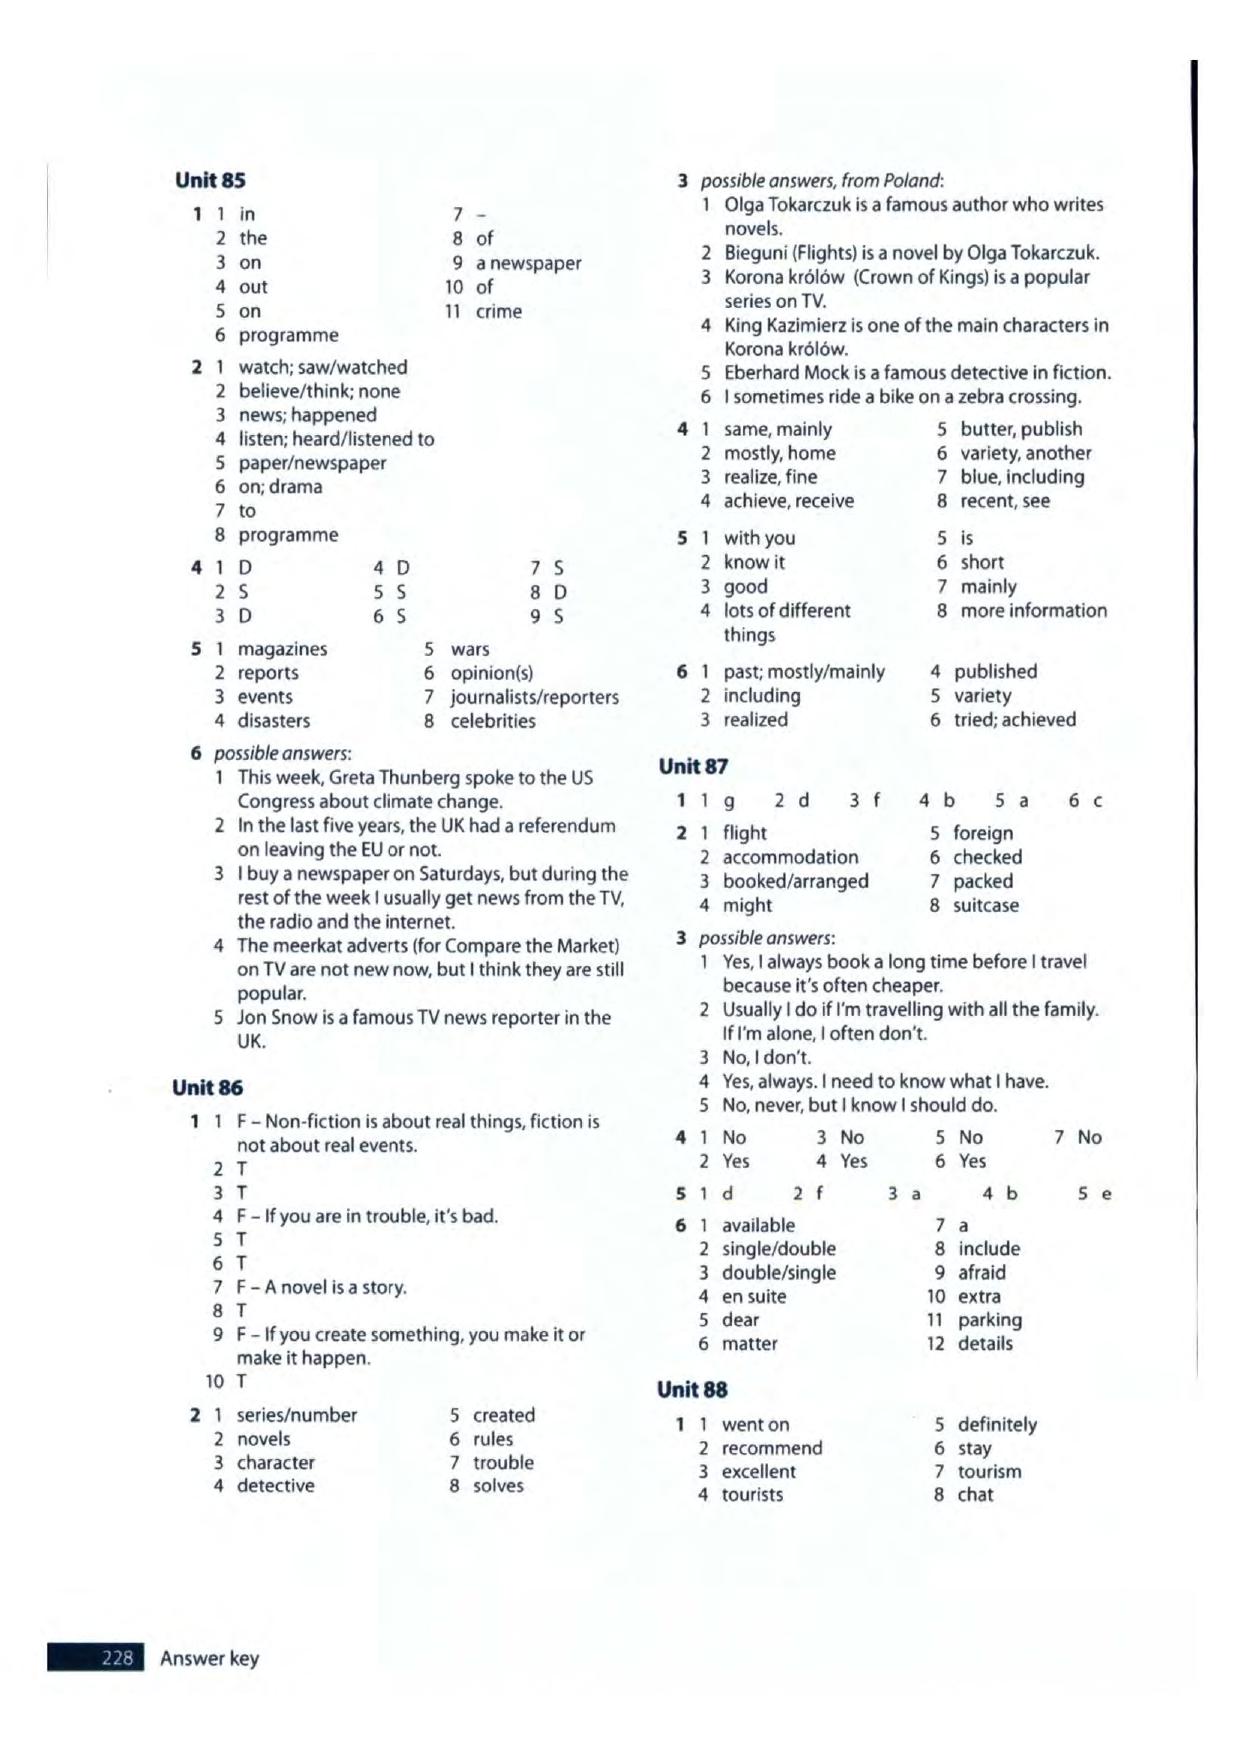 Unit 85
1 1 in
2 the
3 on
4 out
5 on
6 programme
7 –
8 of
9 a newspaper
10 of
11 crime
2 1 watch; saw/watched
2 believe/think; none
3 news; happened
4 listen; heard/listened to
5 paper/newspaper
6 on; drama
7 to
8 programme
4 1 D 4 D 7 S
2 S 5 S 8 D
3 D 6 S 9 S
5 1 magazines
2 reports
3 events
4 disasters
5 wars
6 opinion(s)
7 journalists/reporters
8 celebrities
6 possible answers:
1 This week, Greta Thunberg spoke to the US
Congress about climate change.
2 In the last five years, the UK had a referendum
on leaving the EU or not.
3 I buy a newspaper on Saturdays, but during the
rest of the week I usually get news from the TV,
the radio and the internet.
4 The meerkat adverts (for Compare the Market)
on TV are not new now, but I think they are still
popular.
5 Jon Snow is a famous TV news reporter in the
UK.
Unit 86
1 1 F – Non-fiction is about real things, fiction is
not about real events.
2 T
3 T
4 F – If you are in trouble, it's bad.
5 T
6 T
7 F – A novel is a story.
8 T
9 F – If you create something, you make it or
make it happen.
10 T
2 1 series/number
2 novels
3 character
4 detective
5 created
6 rules
7 trouble
8 solves
3 possible answers, from Poland:
1 Olga Tokarczuk is a famous author who writes
novels.
2 Bieguni (Flights) is a novel by Olga Tokarczuk.
3 Korona królów (Crown of Kings) is a popular
series on TV.
4 King Kazimierz is one of the main characters in
Korona królów.
5 Eberhard Mock is a famous detective in fiction.
6 I sometimes ride a bike on a zebra crossing.
4 1 same, mainly
2 mostly, home
3 realize, fine
4 achieve, receive
5 butter, publish
6 variety, another
7 blue, including
8 recent, see
5 1 with you
2 know it
3 good
4 lots of different
things
5 is
6 short
7 mainly
8 more information
6 1 past; mostly/mainly
2 including
3 realized
4 published
5 variety
6 tried; achieved
Unit 87
1 1 g 2 d 3 f 4 b 5 a 6 c
2 1 flight
2 accommodation
3 booked/arranged
4 might
5 foreign
6 checked
7 packed
8 suitcase
3 possible answers:
1 Yes, I always book a long time before I travel
because it's often cheaper.
2 Usually I do if I'm travelling with all the family.
If I'm alone, I often don't.
3 No, I don't.
4 Yes, always. I need to know what I have.
5 No, never, but I know I should do.
4 1 No 3 No 5 No 7 No
2 Yes 4 Yes 6 Yes
5 1 d 2 f 3 a 4 b 5 e
6 1 available
2 single/double
3 double/single
4 en suite
5 dear
6 matter
7 a
8 include
9 afraid
10 extra
11 parking
12 details
Unit 88
1 1 went on
2 recommend
3 excellent
4 tourists
5 definitely
6 stay
7 tourism
8 chat
228 Answer key